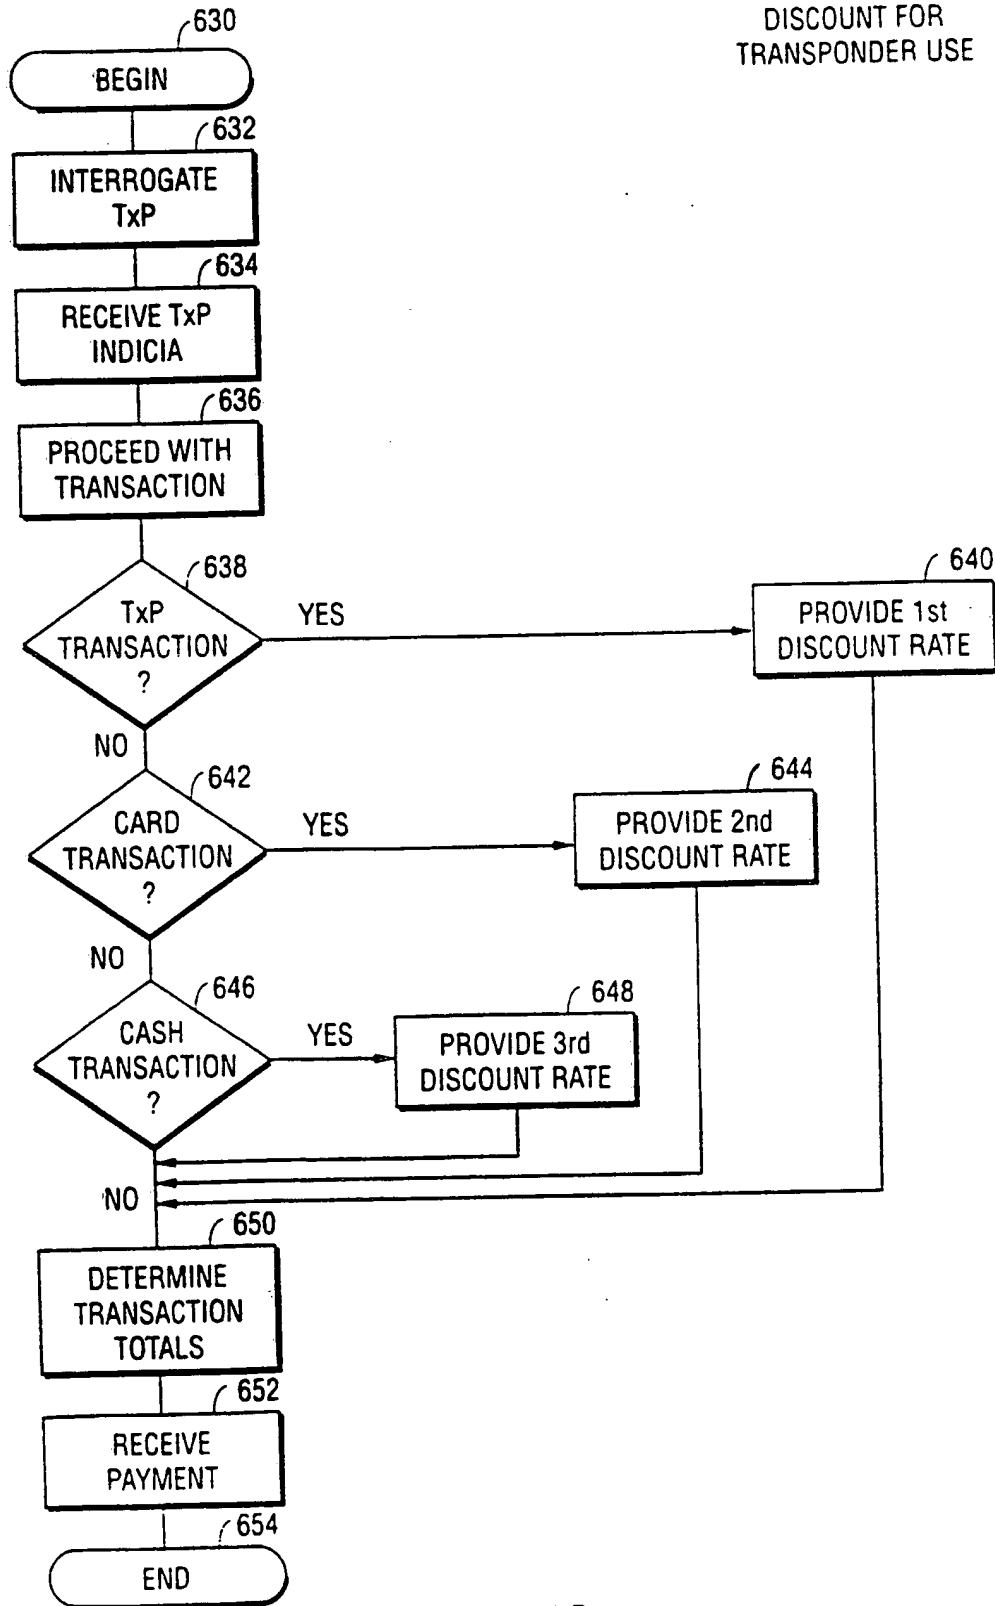 630
DISCOUNT FOR
TRANSPONDER USE
BEGIN
632
INTERROGATE
TxP
634
RECEIVE TxP
INDICIA
636
PROCEED WITH
TRANSACTION
638
TxP
TRANSACTION
?
YES
640
PROVIDE 1st
DISCOUNT RATE
NO
642
CARD
TRANSACTION
?
YES
644
PROVIDE 2nd
DISCOUNT RATE
NO
646
CASH
TRANSACTION
?
YES
648
PROVIDE 3rd
DISCOUNT RATE
NO
650
DETERMINE
TRANSACTION
TOTALS
652
RECEIVE
PAYMENT
654
END